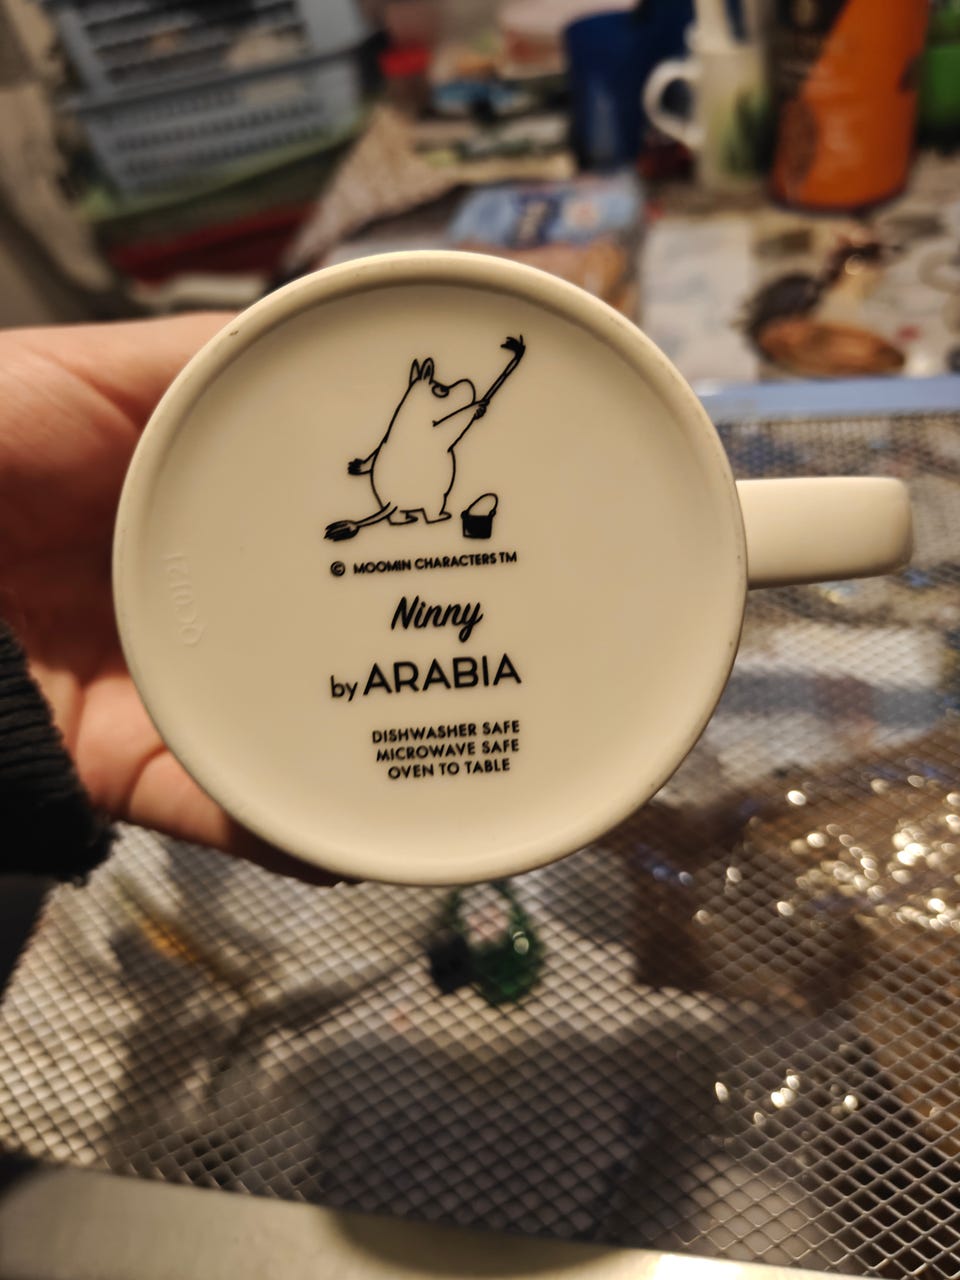 © MOOMIN CHARACTERS TM
Ninny
by ARABIA
DISHWASHER SAFE
MICROWAVE SAFE
OVEN TO TABLE